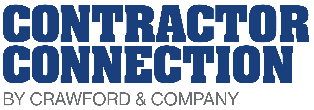 CONTRACTOR
CONNECTION
BY CRAWFORD & COMPANY